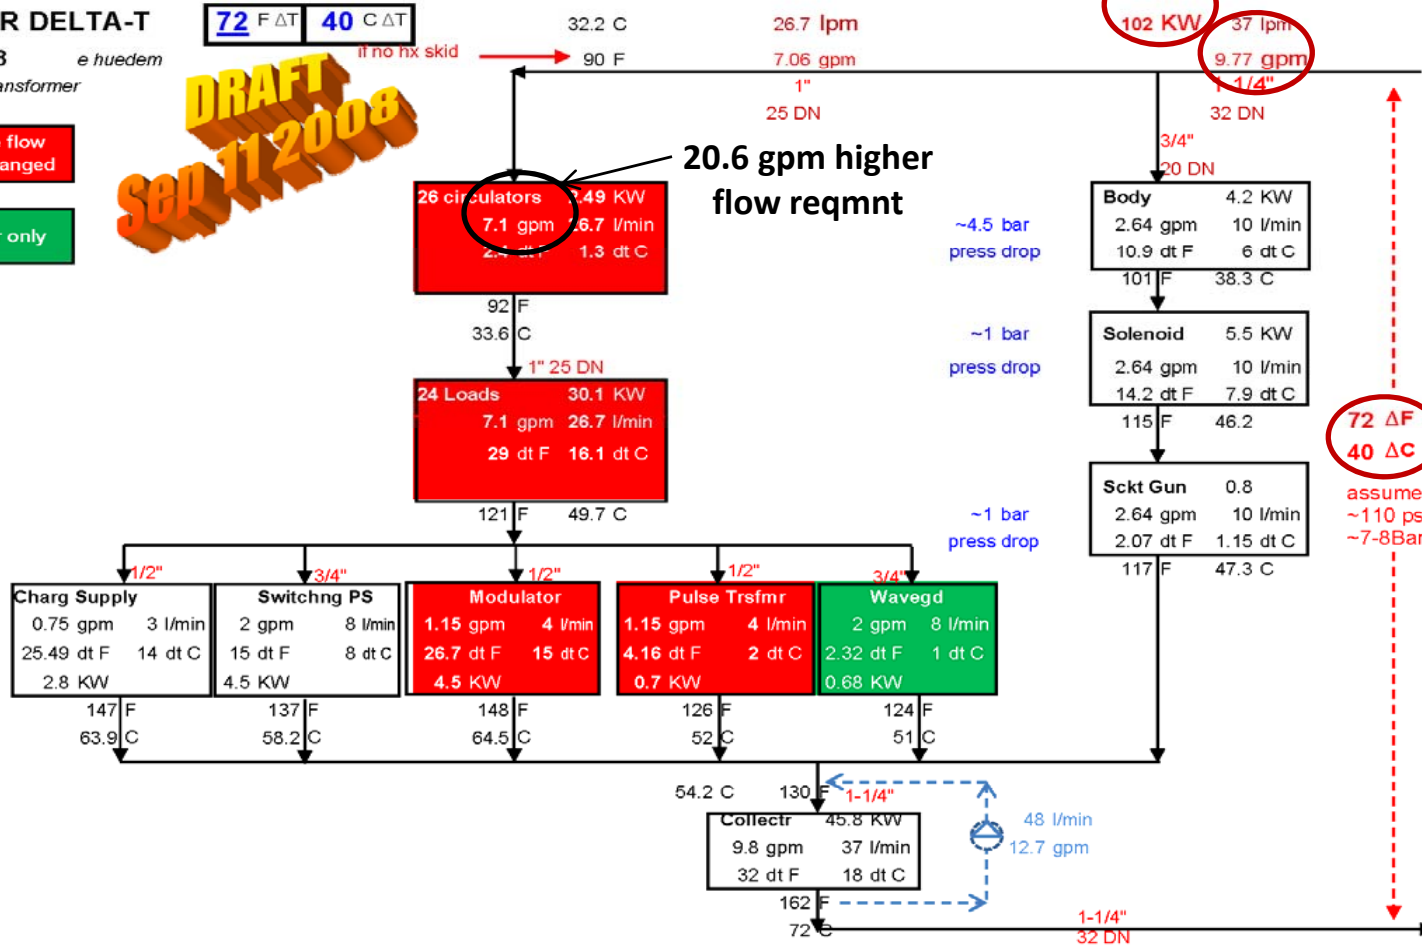 R DELTA-T
72 F ΔT 40 C ΔT
32.2 C 26.7 lpm 102 KW 37 lpm
8 e huedem if no hx skid 90 F 7.06 gpm 9.77 gpm
ansformer
1" 1-1/4"
25 DN 32 DN
DRAFT
Sep 11 2008
flow
anged
only
20.6 gpm higher
flow reqmnt
3/4"
20 DN
26 circulators 2.49 KW
7.1 gpm 26.7 l/min
2.4 dt F 1.3 dt C
~4.5 bar
press drop
Body 4.2 KW
2.64 gpm 10 l/min
10.9 dt F 6 dt C
101 F 38.3 C
92 F
33.6 C
~1 bar
press drop
Solenoid 5.5 KW
2.64 gpm 10 l/min
14.2 dt F 7.9 dt C
115 F 46.2
1" 25 DN
24 Loads 30.1 KW
7.1 gpm 26.7 l/min
29 dt F 16.1 dt C
121 F 49.7 C
72 ΔF
40 ΔC
assume
~110 ps
~7-8Bar
~1 bar
press drop
Sckt Gun 0.8
2.64 gpm 10 l/min
2.07 dt F 1.15 dt C
117 F 47.3 C
1/2" 3/4" 1/2" 1/2" 3/4"
Charg Supply
0.75 gpm 3 l/min
25.49 dt F 14 dt C
2.8 KW
147 F
63.9 C
Switchng PS
2 gpm 8 l/min
15 dt F 8 dt C
4.5 KW
137 F
58.2 C
Modulator
1.15 gpm 4 l/min
26.7 dt F 15 dt C
4.5 KW
148 F
64.5 C
Pulse Trsfmr
1.15 gpm 4 l/min
4.16 dt F 2 dt C
0.7 KW
126 F
52 C
Wavegd
2 gpm 8 l/min
2.32 dt F 1 dt C
0.68 KW
124 F
51 C
54.2 C 130 F 1-1/4"
Collectr 45.8 KW
9.8 gpm 37 l/min
32 dt F 18 dt C
48 l/min
12.7 gpm
162 F
72 C
1-1/4"
32 DN